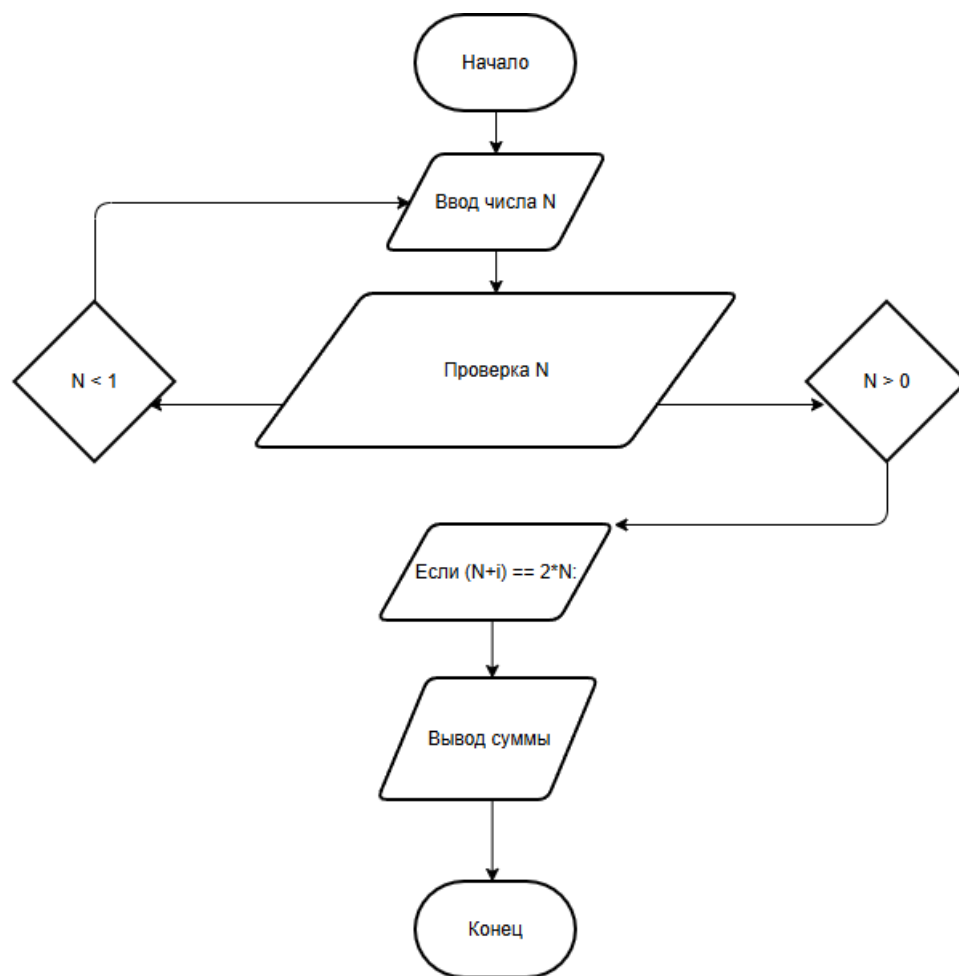 Начало
Ввод числа N
Проверка N
N < 1
N > 0
Если (N+i) == 2*N:
Вывод суммы
Конец